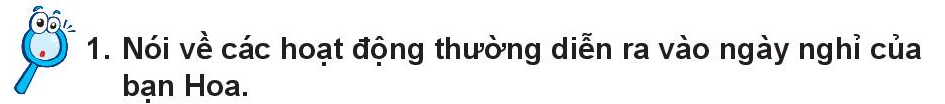 1. Nói về các hoạt động thường diễn ra vào ngày nghỉ của
bạn Hoa.